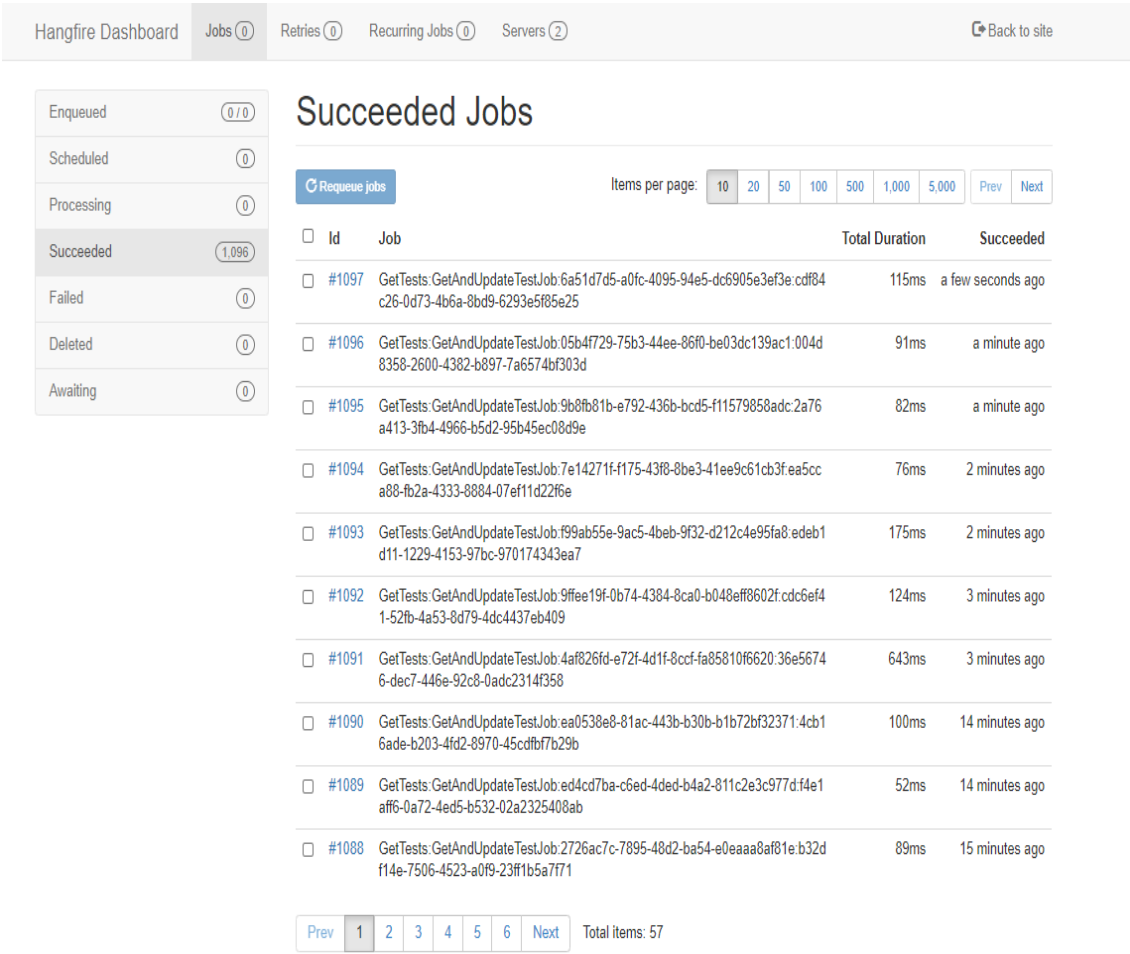 Hangfire Dashboard Jobs 0 Retries 0 Recurring Jobs 0 Servers 2 Back to site
Enqueued 0 / 0
Scheduled 0
Processing 0
Succeeded 1,096
Failed 0
Deleted 0
Awaiting 0
Succeeded Jobs
Requeue jobs Items per page: 10 20 50 100 500 1,000 5,000 Prev Next
Id Job Total Duration Succeeded
#1097 GetTests:GetAndUpdateTestJob:6a51d7d5-a0fc-4095-94e5-dc6905e3ef3e:cdf84 115ms a few seconds ago
c26-0d73-4b6a-8bd9-6293e5f85e25
#1096 GetTests:GetAndUpdateTestJob:05b4f729-75b3-44ee-86f0-be03dc139ac1:004d 91ms a minute ago
8358-2600-4382-b897-7a6574bf303d
#1095 GetTests:GetAndUpdateTestJob:9b8fb81b-e792-436b-bcd5-f11579858adc:2a76 82ms a minute ago
a413-3fb4-4966-b5d2-95b45ec08d9e
#1094 GetTests:GetAndUpdateTestJob:7e14271f-f175-43f8-8be3-41ee9c61cb3f:ea5cc 76ms 2 minutes ago
a88-fb2a-4333-8884-07ef11d22f6e
#1093 GetTests:GetAndUpdateTestJob:f99ab55e-9ac5-4beb-9f32-d212c4e95fa8:edeb1 175ms 2 minutes ago
d11-1229-4153-97bc-970174343ea7
#1092 GetTests:GetAndUpdateTestJob:9ffee19f-0b74-4384-8ca0-b048eff8602f:cdc6ef4 124ms 3 minutes ago
1-52fb-4a53-8d79-4dc4437eb409
#1091 GetTests:GetAndUpdateTestJob:4af826fd-e72f-4d1f-8ccf-fa85810f6620:36e5674 643ms 3 minutes ago
6-dec7-446e-92c8-0adc2314f358
#1090 GetTests:GetAndUpdateTestJob:ea0538e8-81ac-443b-b30b-b1b72bf32371:4cb1 100ms 14 minutes ago
6ade-b203-4fd2-8970-45cdfbf7b29b
#1089 GetTests:GetAndUpdateTestJob:ed4cd7ba-c6ed-4ded-b4a2-811c2e3c977d:f4e1 52ms 14 minutes ago
aff6-0a72-4ed5-b532-02a2325408ab
#1088 GetTests:GetAndUpdateTestJob:2726ac7c-7895-48d2-ba54-e0eaaa8af81e:b32d 89ms 15 minutes ago
f14e-7506-4523-a0f9-23ff1b5a7f71
Prev 1 2 3 4 5 6 Next Total items: 57